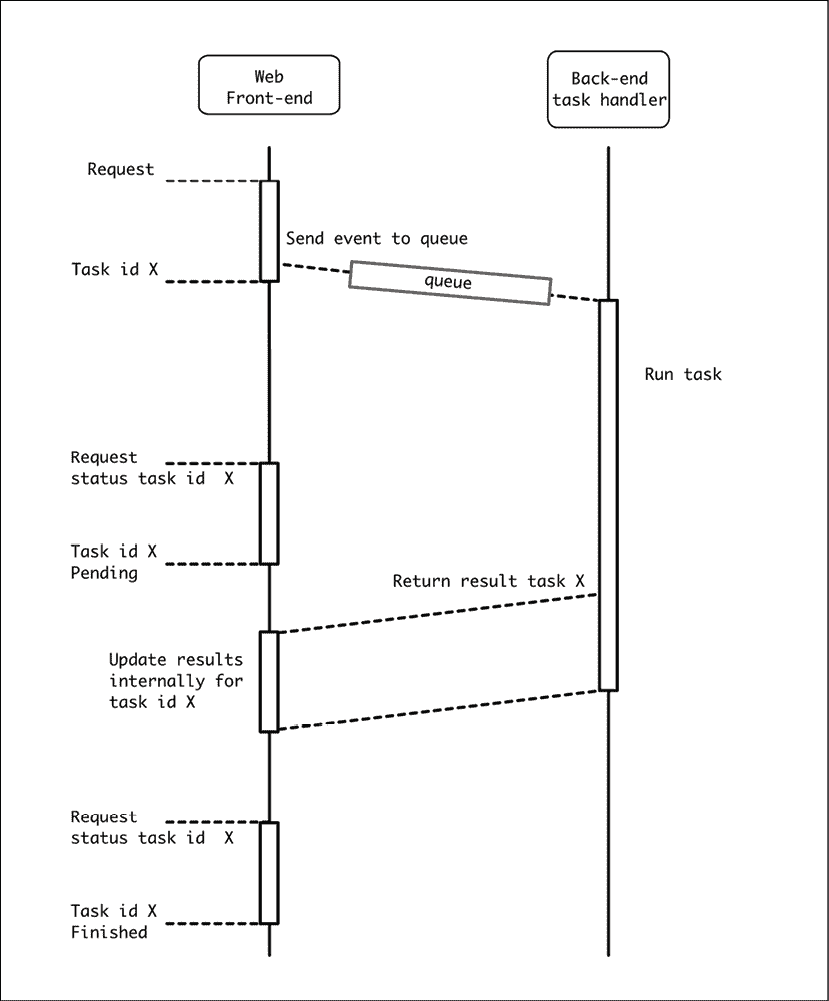 Web
Front-end
Back-end
task handler
Request
Send event to queue
Task id X
queue
Run task
Request
status task id X
Task id X
Pending
Return result task X
Update results
internally for
task id X
Request
status task id X
Task id X
Finished